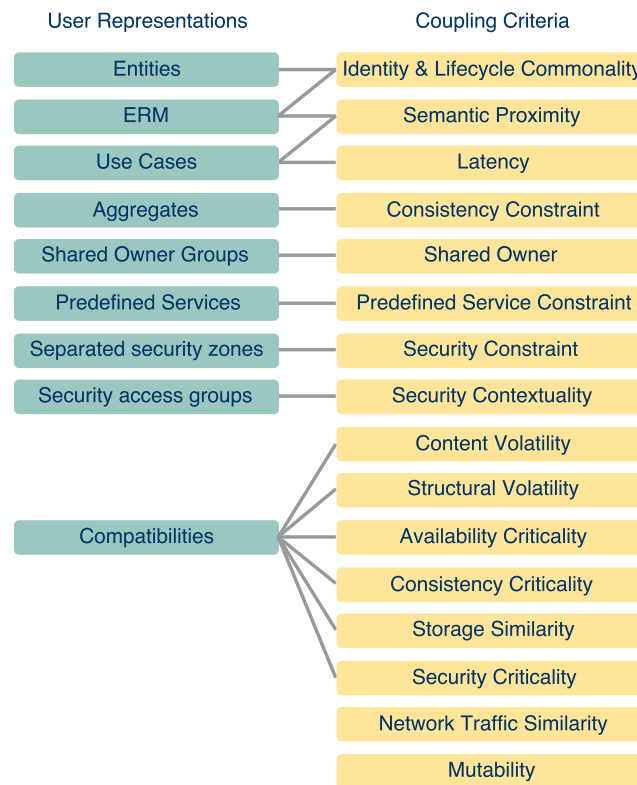 User Representations
Coupling Criteria
Entities
Identity & Lifecycle Commonality
ERM
Semantic Proximity
Use Cases
Latency
Aggregates
Consistency Constraint
Shared Owner Groups
Shared Owner
Predefined Services
Predefined Service Constraint
Separated security zones
Security Constraint
Security access groups
Security Contextuality
Content Volatility
Structural Volatility
Compatibilities
Availability Criticality
Consistency Criticality
Storage Similarity
Security Criticality
Network Traffic Similarity
Mutability